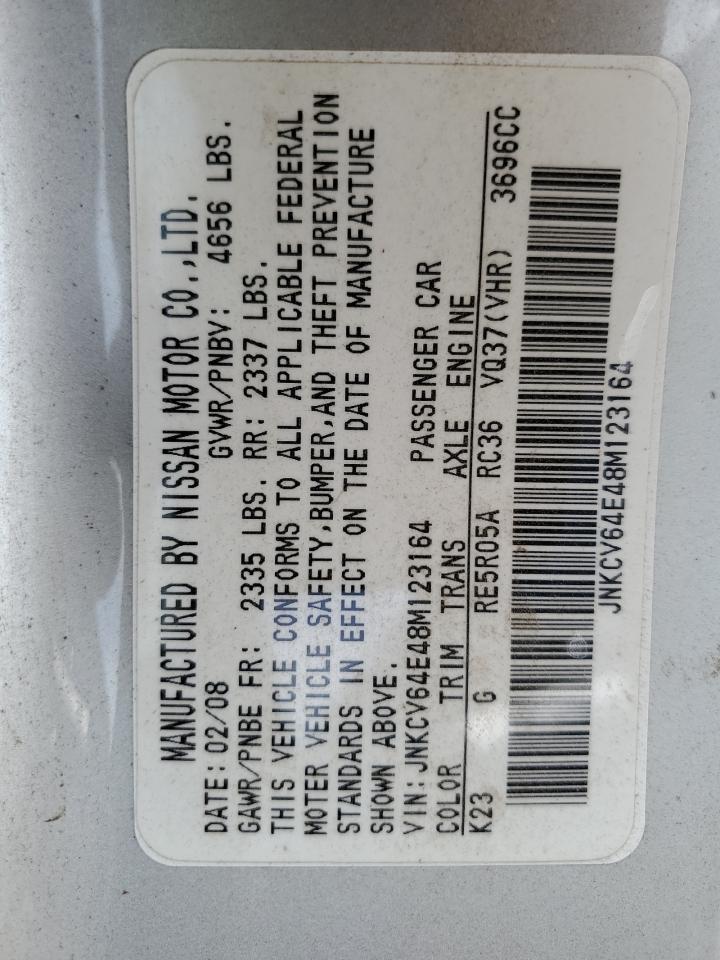 MANUFACTURED BY NISSAN MOTOR CO.,LTD.
DATE: 02/08 GVWR/PNBV: 4656 LBS.
GAWR/PNBE FR: 2335 LBS. RR: 2337 LBS.
THIS VEHICLE CONFORMS TO ALL APPLICABLE FEDERAL
MOTER VEHICLE SAFETY,BUMPER,AND THEFT PREVENTION
STANDARDS IN EFFECT ON THE DATE OF MANUFACTURE
SHOWN ABOVE.
VIN: JNKCV64E48M123164 PASSENGER CAR
COLOR TRIM TRANS AXLE ENGINE
K23 G RE5R05A RC36 VQ37(VHR) 3696CC
JNKCV64E48M123164